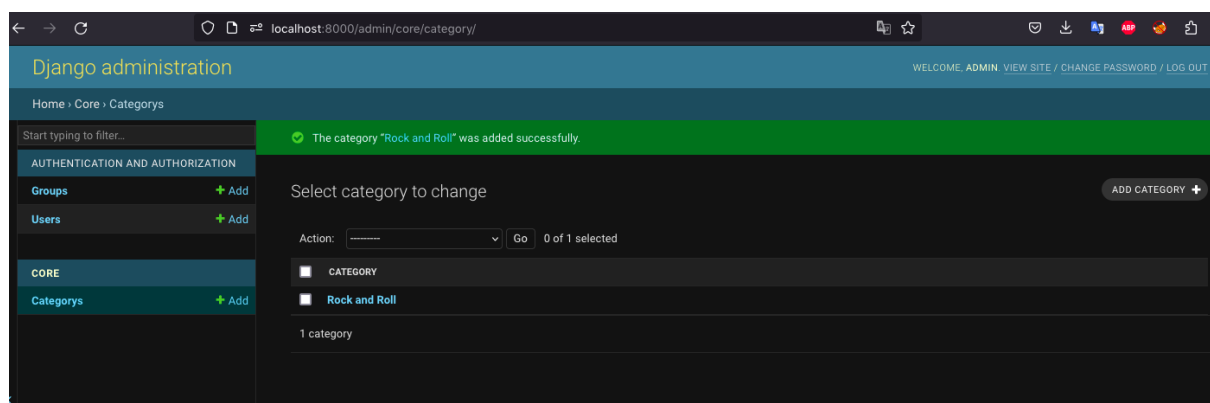 localhost:8000/admin/core/category/
ABP
Django administration
WELCOME, ADMIN. VIEW SITE / CHANGE PASSWORD / LOG OUT
Home › Core › Categorys
Start typing to filter...
The category “Rock and Roll” was added successfully.
AUTHENTICATION AND AUTHORIZATION
Groups + Add
Users + Add
CORE
Categorys + Add
Select category to change
ADD CATEGORY +
Action: --------- Go 0 of 1 selected
CATEGORY
Rock and Roll
1 category